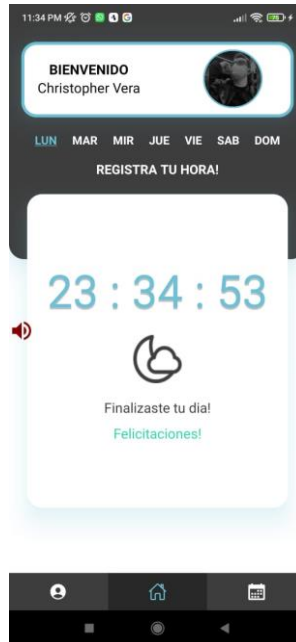 11:34 PM
BIENVENIDO
Christopher Vera
LUN MAR MIR JUE VIE SAB DOM
REGISTRA TU HORA!
23 : 34 : 53
Finalizaste tu dia!
Felicitaciones!